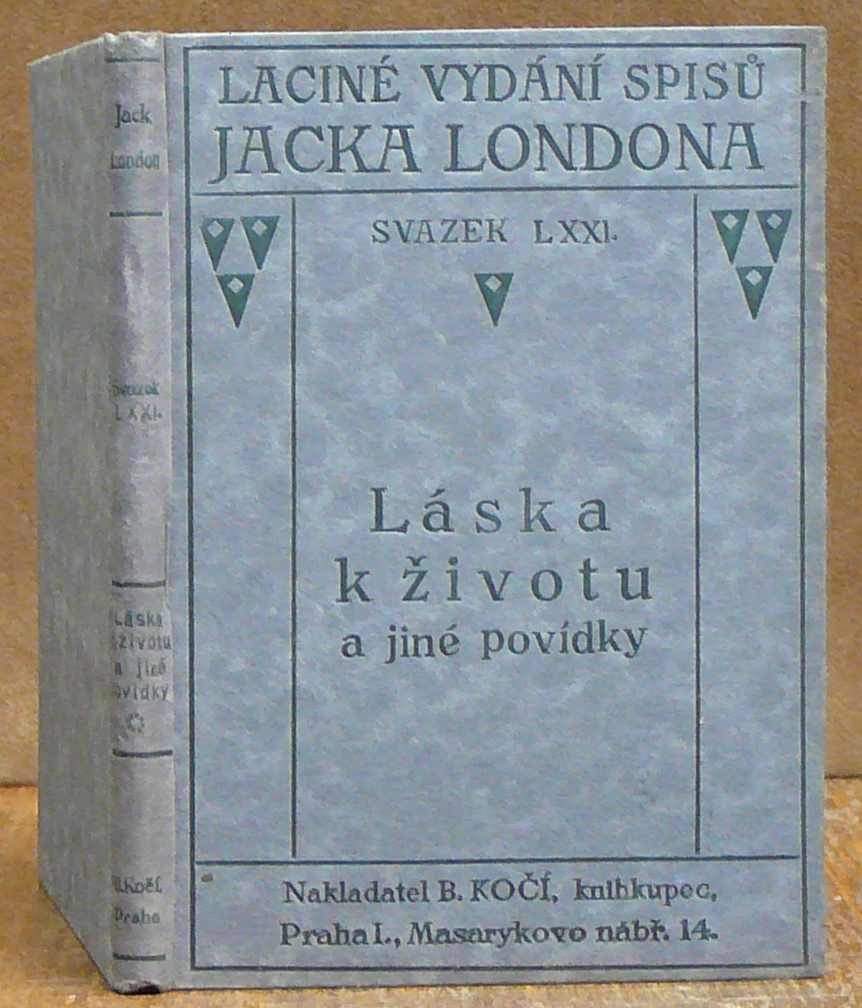 LACINÉ VYDÁNÍ SPISŮ
JACKA LONDONA
SVAZEK LXXI.
Láska
k životu
a jiné povídky
Nakladatel B. KOČÍ, knihkupec,
Praha I., Masarykovo nábř. 14.
Jack
London
Svazek
LXXI.
Láska
k životu
a jiné
povídky
B. Kočí
Praha